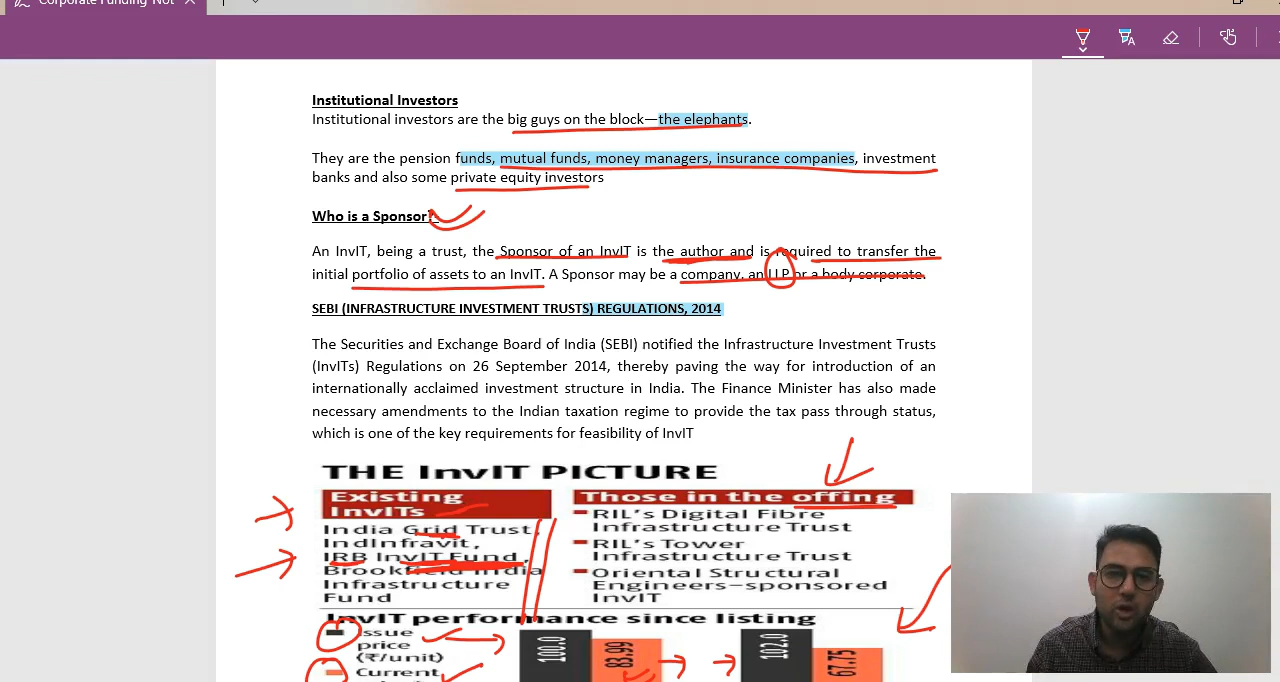 Corporate Funding Not
Institutional Investors
Institutional investors are the big guys on the block—the elephants.
They are the pension funds, mutual funds, money managers, insurance companies, investment
banks and also some private equity investors
Who is a Sponsor?
An InvIT, being a trust, the Sponsor of an InvIT is the author and is required to transfer the
initial portfolio of assets to an InvIT. A Sponsor may be a company, an LLP or a body corporate.
SEBI (INFRASTRUCTURE INVESTMENT TRUSTS) REGULATIONS, 2014
The Securities and Exchange Board of India (SEBI) notified the Infrastructure Investment Trusts
(InvITs) Regulations on 26 September 2014, thereby paving the way for introduction of an
internationally acclaimed investment structure in India. The Finance Minister has also made
necessary amendments to the Indian taxation regime to provide the tax pass through status,
which is one of the key requirements for feasibility of InvIT
THE InvIT PICTURE
Existing
InvITs
India Grid Trust,
IndInfravit,
IRB InvIT Fund,
Brookfield India
Infrastructure
Fund
Those in the offing
RIL's Digital Fibre
Infrastructure Trust
RIL's Tower
Infrastructure Trust
Oriental Structural
Engineers-sponsored
InvIT
InvIT performance since listing
Issue
price
(₹/unit)
Current
100.0
83.99
102.0
67.75